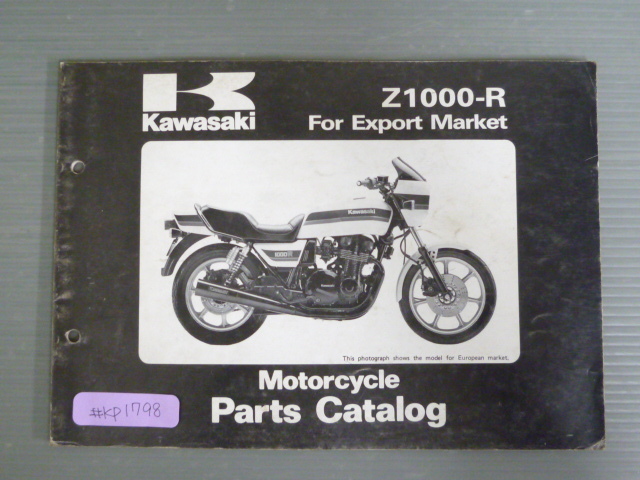 Kawasaki
Z1000-R
For Export Market
Kawasaki
This photograph shows the model for European market.
Motorcycle
Parts Catalog
#KP1798